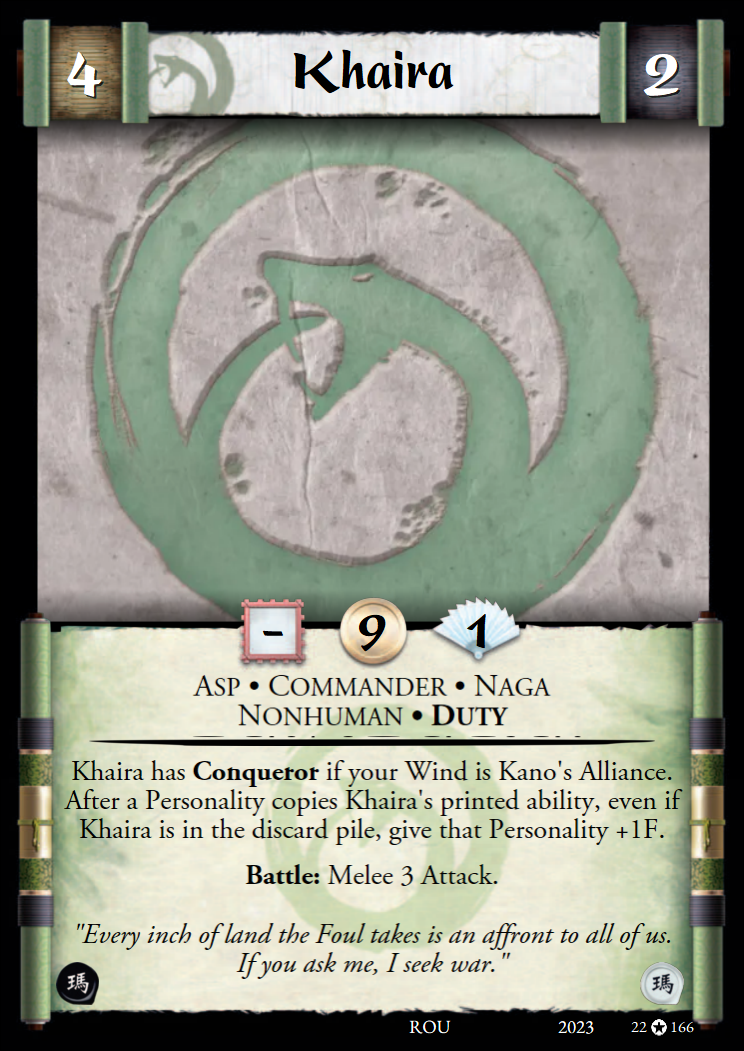 4 Khaira 2
- 9 1
ASP • COMMANDER • NAGA
NONHUMAN • DUTY
Khaira has Conqueror if your Wind is Kano's Alliance.
After a Personality copies Khaira's printed ability, even if
Khaira is in the discard pile, give that Personality +1F.
Battle: Melee 3 Attack.
"Every inch of land the Foul takes is an affront to all of us.
If you ask me, I seek war."
瑪 瑪
ROU 2023 22 ✪ 166